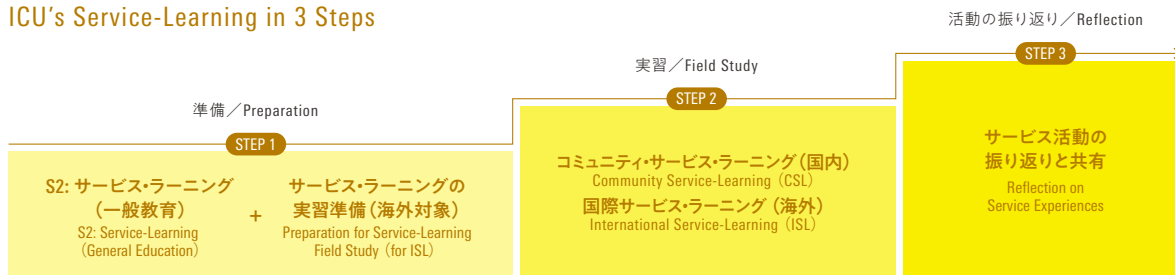 ICU's Service-Learning in 3 Steps
準備／Preparation
STEP 1
S2: サービス・ラーニング
（一般教育）
S2: Service-Learning
（General Education）
+
サービス・ラーニングの
実習準備（海外対象）
Preparation for Service-Learning
Field Study（for ISL）
実習／Field Study
STEP 2
コミュニティ・サービス・ラーニング（国内）
Community Service-Learning（CSL）
国際サービス・ラーニング（海外）
International Service-Learning（ISL）
活動の振り返り／Reflection
STEP 3
サービス活動の
振り返りと共有
Reflection on
Service Experiences